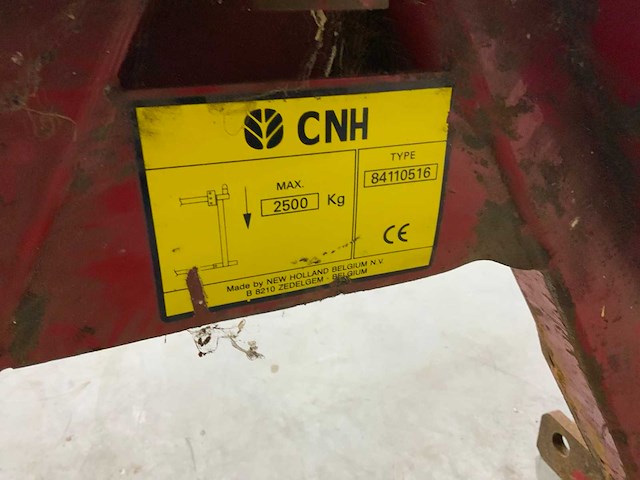 CNH
MAX.
2500 Kg
TYPE
84110516
CE
Made by NEW HOLLAND BELGIUM N.V.
B 8210 ZEDELGEM - BELGIUM